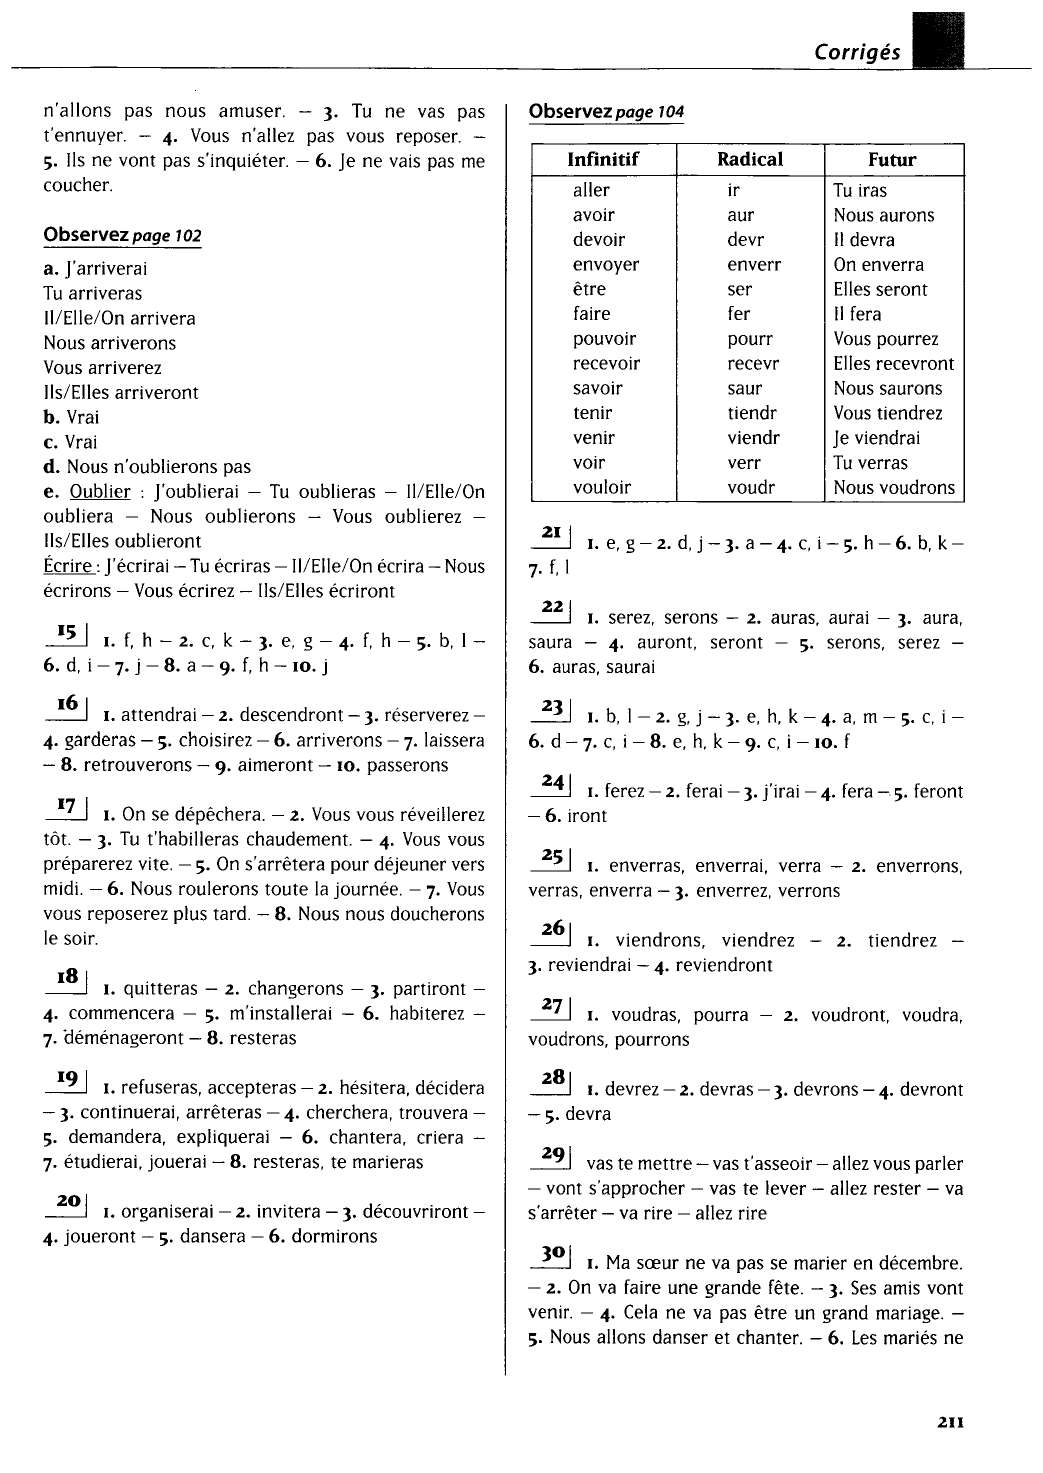 Corrigés
n'allons pas nous amuser. – 3. Tu ne vas pas
t'ennuyer. – 4. Vous n'allez pas vous reposer. –
5. Ils ne vont pas s'inquiéter. – 6. Je ne vais pas me
coucher.
Observez page 102
a. J'arriverai
Tu arriveras
Il/Elle/On arrivera
Nous arriverons
Vous arriverez
Ils/Elles arriveront
b. Vrai
c. Vrai
d. Nous n'oublierons pas
e. Oublier : J'oublierai – Tu oublieras – Il/Elle/On
oubliera – Nous oublierons – Vous oublierez –
Ils/Elles oublieront
Écrire : J'écrirai – Tu écriras – Il/Elle/On écrira – Nous
écrirons – Vous écrirez – Ils/Elles écriront
15 1. f, h – 2. c, k – 3. e, g – 4. f, h – 5. b, l –
6. d, i – 7. j – 8. a – 9. f, h – 10. j
16 1. attendrai – 2. descendront – 3. réserverez –
4. garderas – 5. choisirez – 6. arriverons – 7. laissera
– 8. retrouverons – 9. aimeront – 10. passerons
17 1. On se dépêchera. – 2. Vous vous réveillerez
tôt. – 3. Tu t'habilleras chaudement. – 4. Vous vous
préparerez vite. – 5. On s'arrêtera pour déjeuner vers
midi. – 6. Nous roulerons toute la journée. – 7. Vous
vous reposerez plus tard. – 8. Nous nous doucherons
le soir.
18 1. quitteras – 2. changerons – 3. partiront –
4. commencera – 5. m'installerai – 6. habiterez –
7. déménageront – 8. resteras
19 1. refuseras, accepteras – 2. hésitera, décidera
– 3. continuerai, arrêteras – 4. cherchera, trouvera –
5. demandera, expliquerai – 6. chantera, criera –
7. étudierai, jouerai – 8. resteras, te marieras
20 1. organiserai – 2. invitera – 3. découvriront –
4. joueront – 5. dansera – 6. dormirons
Observez page 104
Infinitif Radical Futur
aller ir Tu iras
avoir aur Nous aurons
devoir devr Il devra
envoyer enverr On enverra
être ser Elles seront
faire fer Il fera
pouvoir pourr Vous pourrez
recevoir recevr Elles recevront
savoir saur Nous saurons
tenir tiendr Vous tiendrez
venir viendr Je viendrai
voir verr Tu verras
vouloir voudr Nous voudrons
21 1. e, g – 2. d, j – 3. a – 4. c, i – 5. h – 6. b, k –
7. f, l
22 1. serez, serons – 2. auras, aurai – 3. aura,
saura – 4. auront, seront – 5. serons, serez –
6. auras, saurai
23 1. b, l – 2. g, j – 3. e, h, k – 4. a, m – 5. c, i –
6. d – 7. c, i – 8. e, h, k – 9. c, i – 10. f
24 1. ferez – 2. ferai – 3. j'irai – 4. fera – 5. feront
– 6. iront
25 1. enverras, enverrai, verra – 2. enverrons,
verras, enverra – 3. enverrez, verrons
26 1. viendrons, viendrez – 2. tiendrez –
3. reviendrai – 4. reviendront
27 1. voudras, pourra – 2. voudront, voudra,
voudrons, pourrons
28 1. devrez – 2. devras – 3. devrons – 4. devront
– 5. devra
29 vas te mettre – vas t'asseoir – allez vous parler
– vont s'approcher – vas te lever – allez rester – va
s'arrêter – va rire – allez rire
30 1. Ma sœur ne va pas se marier en décembre.
– 2. On va faire une grande fête. – 3. Ses amis vont
venir. – 4. Cela ne va pas être un grand mariage. –
5. Nous allons danser et chanter. – 6. Les mariés ne
211